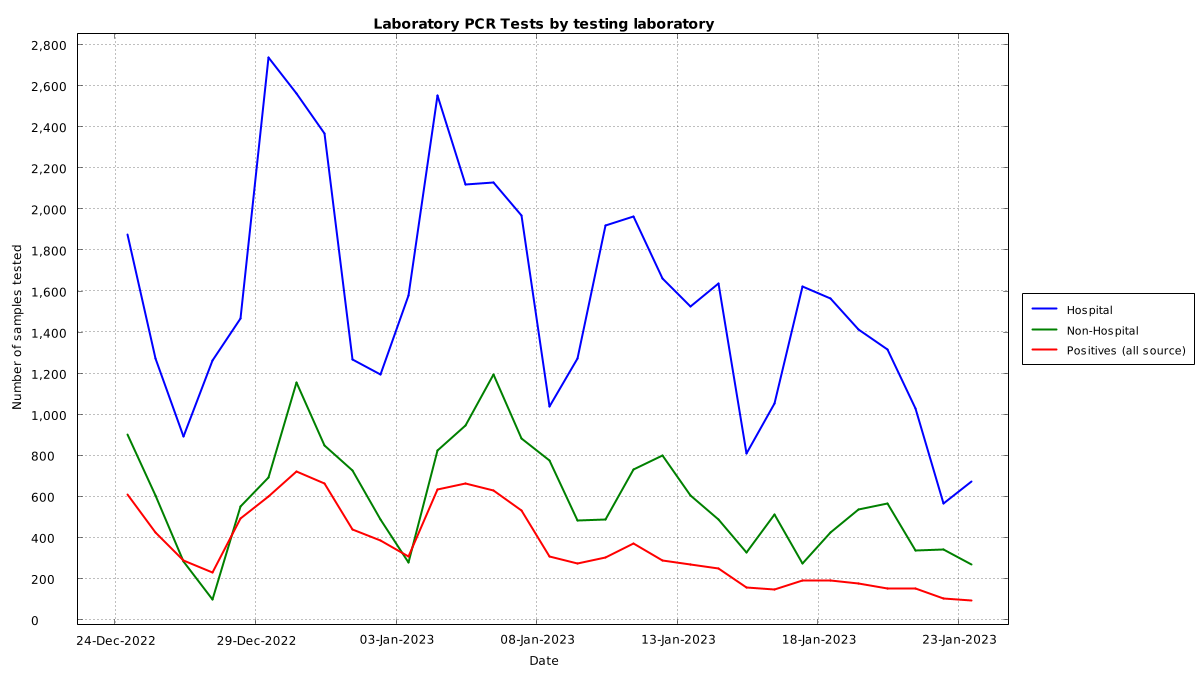 Laboratory PCR Tests by testing laboratory
2,800
2,600
2,400
2,200
2,000
1,800
1,600
1,400
1,200
1,000
800
600
400
200
0
Number of samples tested
24-Dec-2022 29-Dec-2022 03-Jan-2023 08-Jan-2023 13-Jan-2023 18-Jan-2023 23-Jan-2023
Date
Hospital
Non-Hospital
Positives (all source)